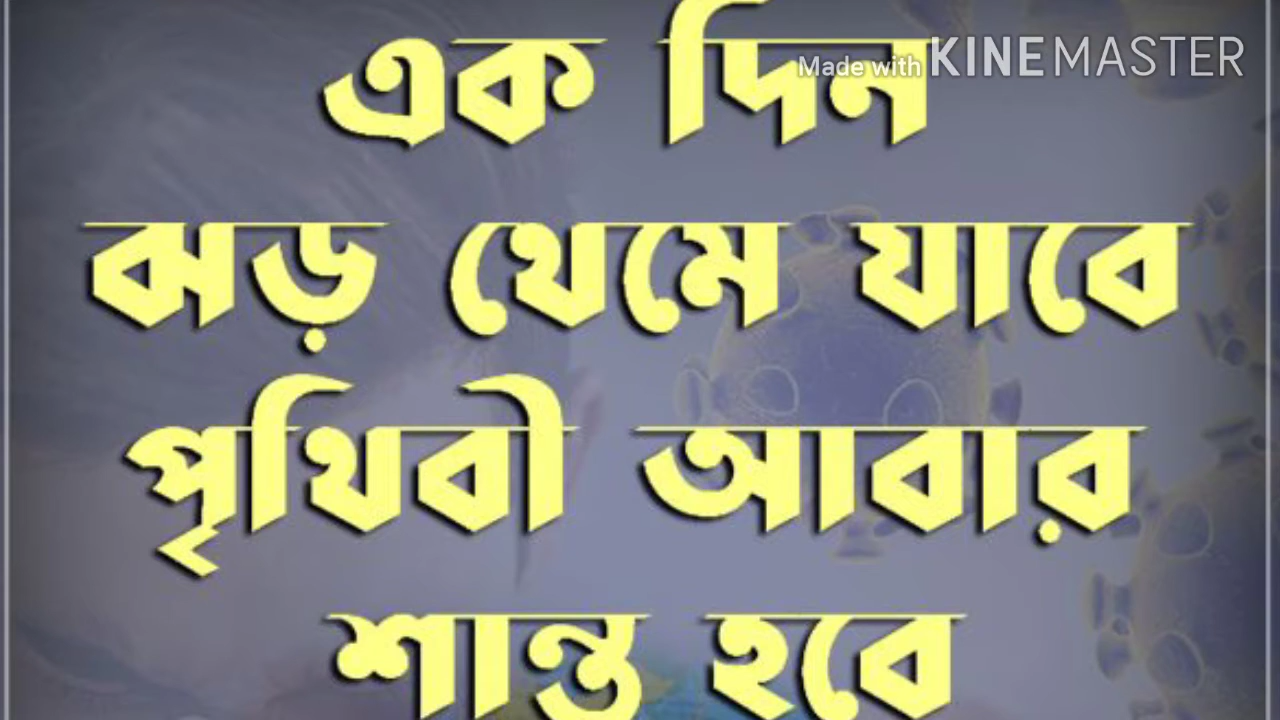 Made with KINEMASTER
এক দিন
ঝড় থেমে যাবে
পৃথিবী আবার
শান্ত হবে